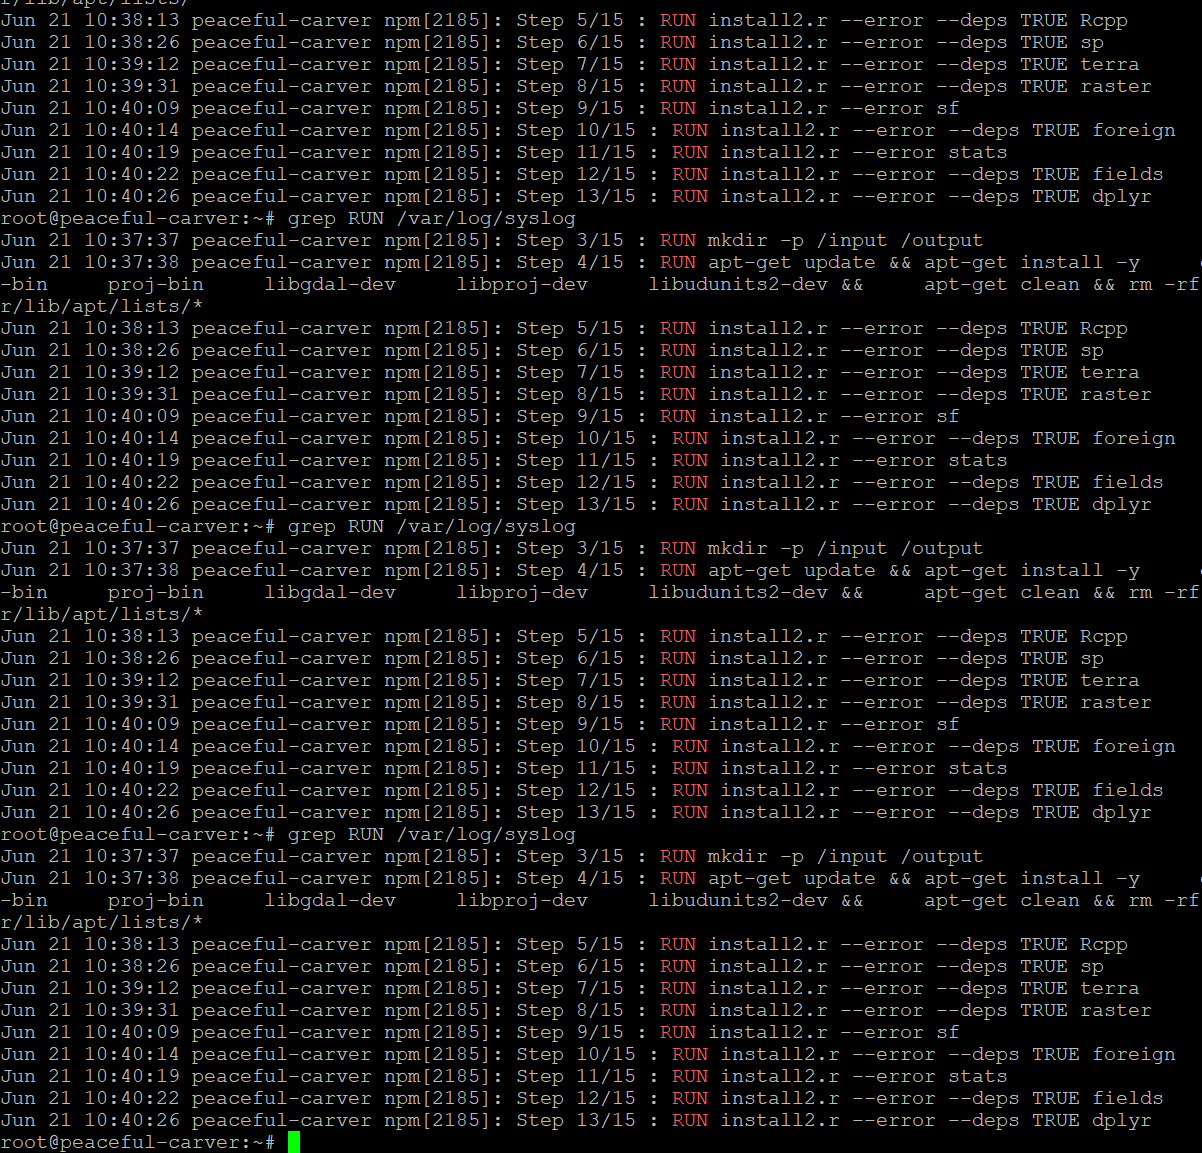 r/lib/apt/lists/*
Jun 21 10:38:13 peaceful-carver npm[2185]: Step 5/15 : RUN install2.r --error --deps TRUE Rcpp
Jun 21 10:38:26 peaceful-carver npm[2185]: Step 6/15 : RUN install2.r --error --deps TRUE sp
Jun 21 10:39:12 peaceful-carver npm[2185]: Step 7/15 : RUN install2.r --error --deps TRUE terra
Jun 21 10:39:31 peaceful-carver npm[2185]: Step 8/15 : RUN install2.r --error --deps TRUE raster
Jun 21 10:40:09 peaceful-carver npm[2185]: Step 9/15 : RUN install2.r --error sf
Jun 21 10:40:14 peaceful-carver npm[2185]: Step 10/15 : RUN install2.r --error --deps TRUE foreign
Jun 21 10:40:19 peaceful-carver npm[2185]: Step 11/15 : RUN install2.r --error stats
Jun 21 10:40:22 peaceful-carver npm[2185]: Step 12/15 : RUN install2.r --error --deps TRUE fields
Jun 21 10:40:26 peaceful-carver npm[2185]: Step 13/15 : RUN install2.r --error --deps TRUE dplyr
root@peaceful-carver:~# grep RUN /var/log/syslog
Jun 21 10:37:37 peaceful-carver npm[2185]: Step 3/15 : RUN mkdir -p /input /output
Jun 21 10:37:38 peaceful-carver npm[2185]: Step 4/15 : RUN apt-get update && apt-get install -y
-bin     proj-bin     libgdal-dev     libproj-dev     libudunits2-dev &&     apt-get clean && rm -rf
r/lib/apt/lists/*
Jun 21 10:38:13 peaceful-carver npm[2185]: Step 5/15 : RUN install2.r --error --deps TRUE Rcpp
Jun 21 10:38:26 peaceful-carver npm[2185]: Step 6/15 : RUN install2.r --error --deps TRUE sp
Jun 21 10:39:12 peaceful-carver npm[2185]: Step 7/15 : RUN install2.r --error --deps TRUE terra
Jun 21 10:39:31 peaceful-carver npm[2185]: Step 8/15 : RUN install2.r --error --deps TRUE raster
Jun 21 10:40:09 peaceful-carver npm[2185]: Step 9/15 : RUN install2.r --error sf
Jun 21 10:40:14 peaceful-carver npm[2185]: Step 10/15 : RUN install2.r --error --deps TRUE foreign
Jun 21 10:40:19 peaceful-carver npm[2185]: Step 11/15 : RUN install2.r --error stats
Jun 21 10:40:22 peaceful-carver npm[2185]: Step 12/15 : RUN install2.r --error --deps TRUE fields
Jun 21 10:40:26 peaceful-carver npm[2185]: Step 13/15 : RUN install2.r --error --deps TRUE dplyr
root@peaceful-carver:~# grep RUN /var/log/syslog
Jun 21 10:37:37 peaceful-carver npm[2185]: Step 3/15 : RUN mkdir -p /input /output
Jun 21 10:37:38 peaceful-carver npm[2185]: Step 4/15 : RUN apt-get update && apt-get install -y
-bin     proj-bin     libgdal-dev     libproj-dev     libudunits2-dev &&     apt-get clean && rm -rf
r/lib/apt/lists/*
Jun 21 10:38:13 peaceful-carver npm[2185]: Step 5/15 : RUN install2.r --error --deps TRUE Rcpp
Jun 21 10:38:26 peaceful-carver npm[2185]: Step 6/15 : RUN install2.r --error --deps TRUE sp
Jun 21 10:39:12 peaceful-carver npm[2185]: Step 7/15 : RUN install2.r --error --deps TRUE terra
Jun 21 10:39:31 peaceful-carver npm[2185]: Step 8/15 : RUN install2.r --error --deps TRUE raster
Jun 21 10:40:09 peaceful-carver npm[2185]: Step 9/15 : RUN install2.r --error sf
Jun 21 10:40:14 peaceful-carver npm[2185]: Step 10/15 : RUN install2.r --error --deps TRUE foreign
Jun 21 10:40:19 peaceful-carver npm[2185]: Step 11/15 : RUN install2.r --error stats
Jun 21 10:40:22 peaceful-carver npm[2185]: Step 12/15 : RUN install2.r --error --deps TRUE fields
Jun 21 10:40:26 peaceful-carver npm[2185]: Step 13/15 : RUN install2.r --error --deps TRUE dplyr
root@peaceful-carver:~# grep RUN /var/log/syslog
Jun 21 10:37:37 peaceful-carver npm[2185]: Step 3/15 : RUN mkdir -p /input /output
Jun 21 10:37:38 peaceful-carver npm[2185]: Step 4/15 : RUN apt-get update && apt-get install -y
-bin     proj-bin     libgdal-dev     libproj-dev     libudunits2-dev &&     apt-get clean && rm -rf
r/lib/apt/lists/*
Jun 21 10:38:13 peaceful-carver npm[2185]: Step 5/15 : RUN install2.r --error --deps TRUE Rcpp
Jun 21 10:38:26 peaceful-carver npm[2185]: Step 6/15 : RUN install2.r --error --deps TRUE sp
Jun 21 10:39:12 peaceful-carver npm[2185]: Step 7/15 : RUN install2.r --error --deps TRUE terra
Jun 21 10:39:31 peaceful-carver npm[2185]: Step 8/15 : RUN install2.r --error --deps TRUE raster
Jun 21 10:40:09 peaceful-carver npm[2185]: Step 9/15 : RUN install2.r --error sf
Jun 21 10:40:14 peaceful-carver npm[2185]: Step 10/15 : RUN install2.r --error --deps TRUE foreign
Jun 21 10:40:19 peaceful-carver npm[2185]: Step 11/15 : RUN install2.r --error stats
Jun 21 10:40:22 peaceful-carver npm[2185]: Step 12/15 : RUN install2.r --error --deps TRUE fields
Jun 21 10:40:26 peaceful-carver npm[2185]: Step 13/15 : RUN install2.r --error --deps TRUE dplyr
root@peaceful-carver:~#